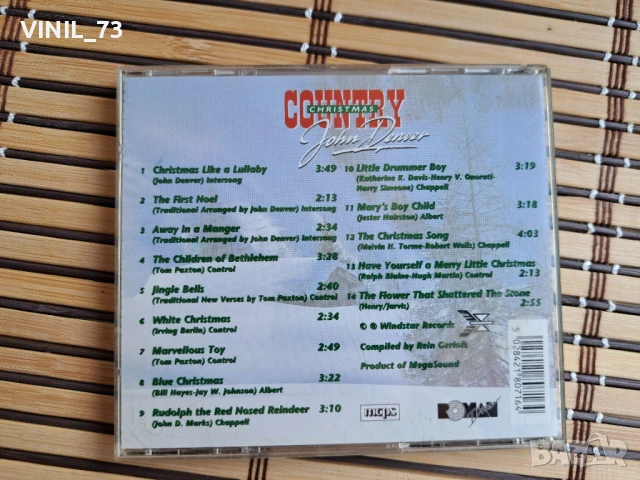 VINIL_73
COUNTRY
CHRISTMAS
John Denver
1 Christmas Like a Lullaby 3:49
(John Denver) Intersong
2 The First Noel 2:13
(Traditional Arranged by John Denver) Intersong
3 Away in a Manger 2:34
(Traditional Arranged by John Denver) Intersong
4 The Children of Bethlehem 3:28
(Tom Paxton) Control
5 Jingle Bells 2:40
(Traditional New Verses by Tom Paxton) Control
6 White Christmas 2:34
(Irving Berlin) Control
7 Marvellous Toy 2:49
(Tom Paxton) Control
8 Blue Christmas 3:22
(Bill Hayes-Jay W. Johnson) Albert
9 Rudolph the Red Nosed Reindeer 3:10
(John D. Marks) Chappell
10 Little Drummer Boy 3:19
(Katherine K. Davis-Henry V. Onorati-
Harry Simeone) Chappell
11 Mary's Boy Child 3:18
(Jester Hairston) Albert
12 The Christmas Song 4:03
(Melvin H. Torme-Robert Wells) Chappell
13 Have Yourself a Merry Little Christmas
(Ralph Blaine-Hugh Martin) Control 2:13
14 The Flower That Shattered The Stone
(Henry/Jarvis) 2:55
© ℗ Windstar Records
Compiled by Rein Gerlofs
Product of MegaSound
mcps
ROMAN
5 028421 807164
BAZAR